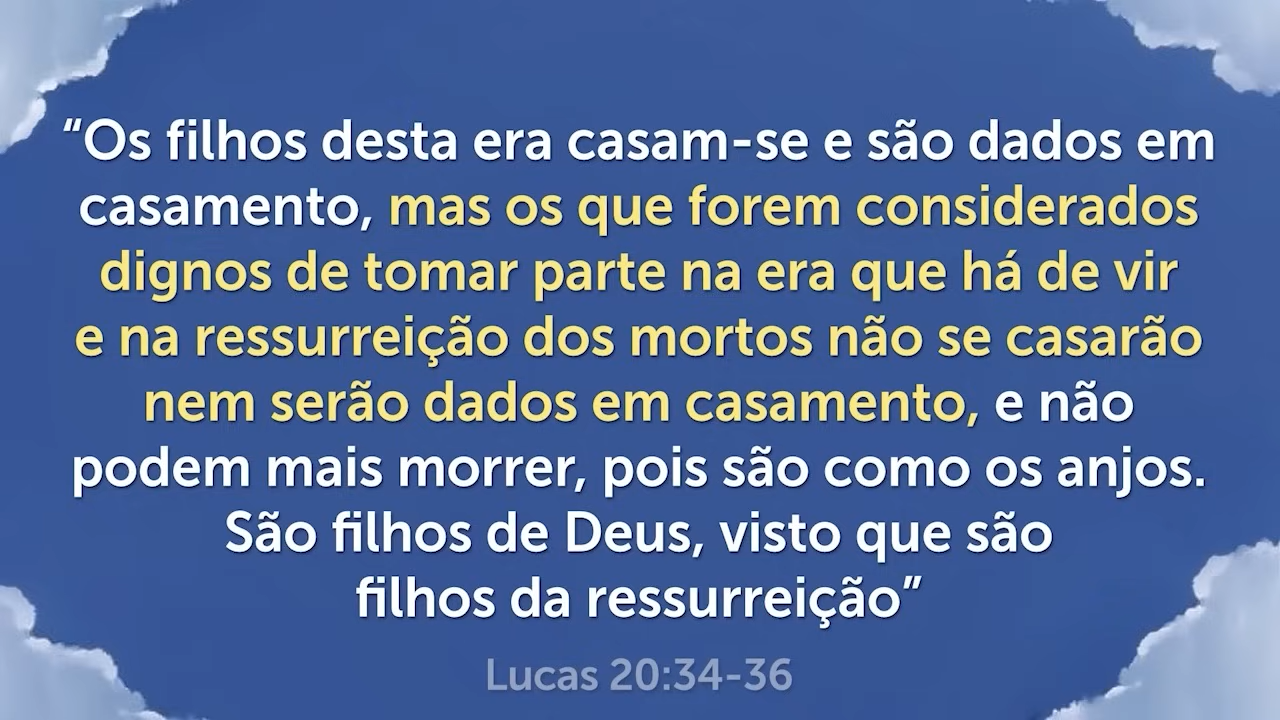 “Os filhos desta era casam-se e são dados em
casamento, mas os que forem considerados
dignos de tomar parte na era que há de vir
e na ressurreição dos mortos não se casarão
nem serão dados em casamento, e não
podem mais morrer, pois são como os anjos.
São filhos de Deus, visto que são
filhos da ressurreição”
Lucas 20:34-36